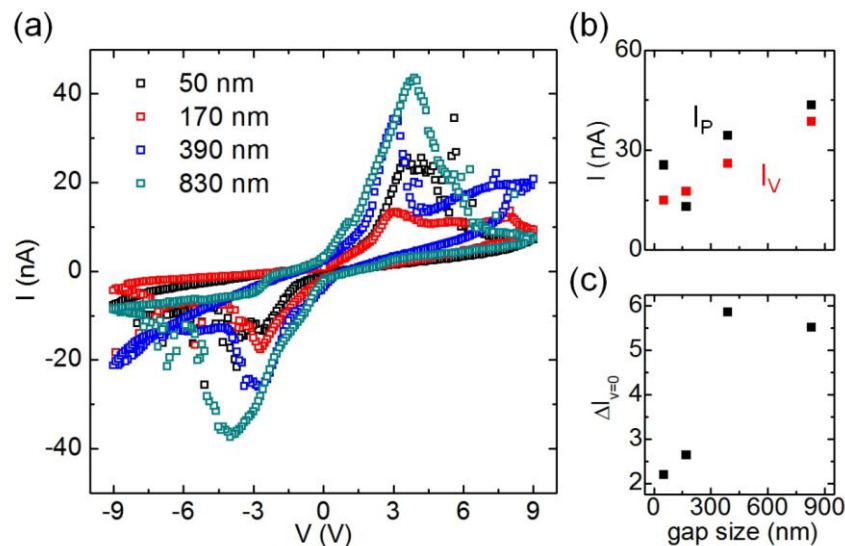 (a)
50 nm
170 nm
390 nm
830 nm
I (nA)
40
20
0
-20
-40
-9 -6 -3 0 3 6 9
V (V)
(b)
60
30
0
I (nA)
I_P
I_V
(c)
6
5
4
3
2
ΔI_{v=0}
0 300 600 900
gap size (nm)